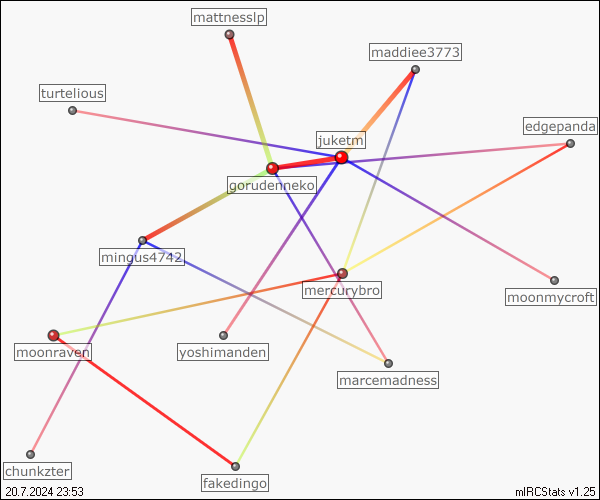 mattnesslp
maddiee3773
turtelious
edgepanda
juketm
gorudenneko
mingus4742
mercurybro
moonmycroft
moonraven
yoshimanden
marcemadness
chunkzter
fakedingo
20.7.2024 23:53
mIRCStats v1.25